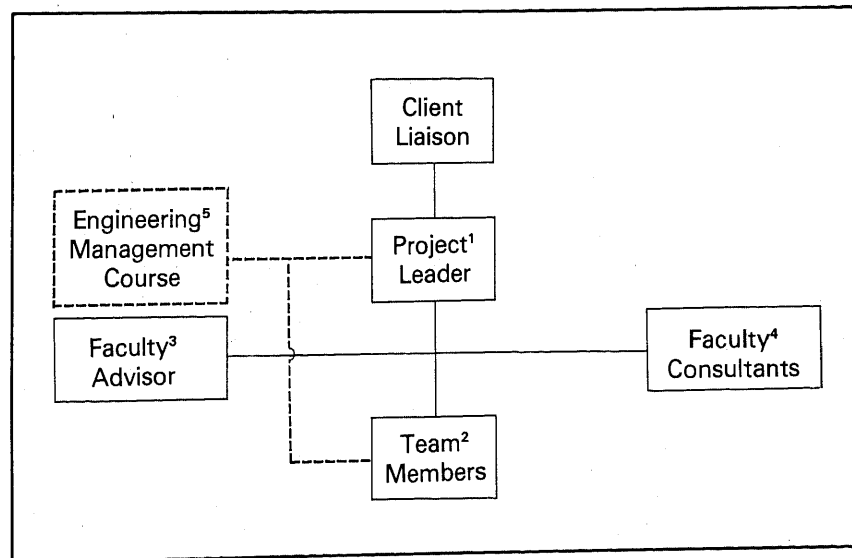 Client
Liaison
Engineering⁵
Management
Course
Project¹
Leader
Faculty³
Advisor
Faculty⁴
Consultants
Team²
Members